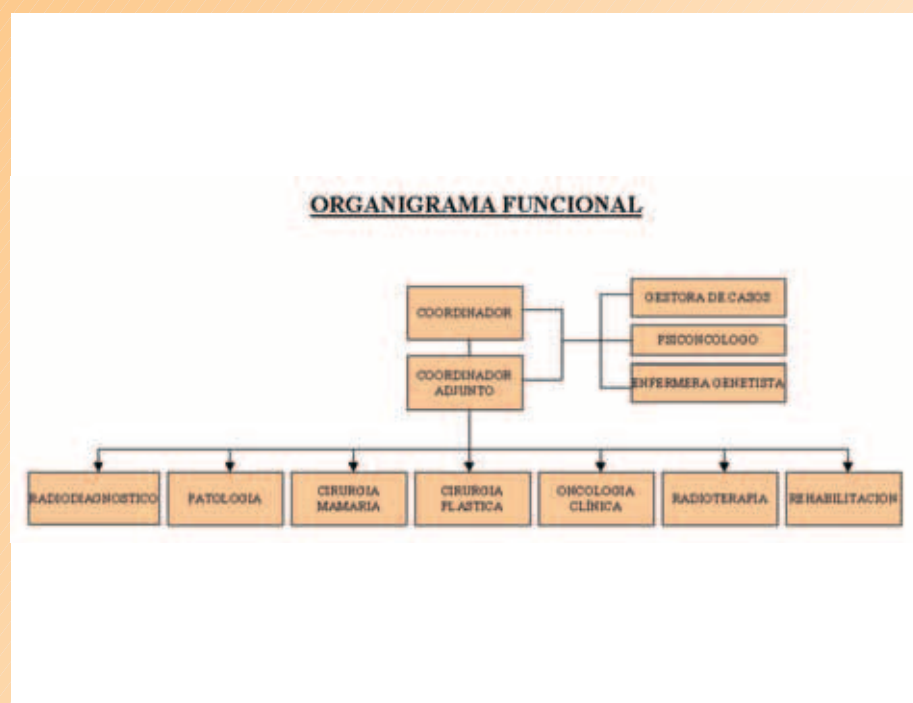 ORGANIGRAMA FUNCIONAL
COORDINADOR
GESTORA DE CASOS
PSICONCOLOGO
COORDINADOR
ADJUNTO
ENFERMERA GENETISTA
RADIODIAGNOSTICO
PATOLOGIA
CIRURGIA
MAMARIA
CIRURGIA
PLASTICA
ONCOLOGIA
CLÍNICA
RADIOTERAPIA
REHABILITACION